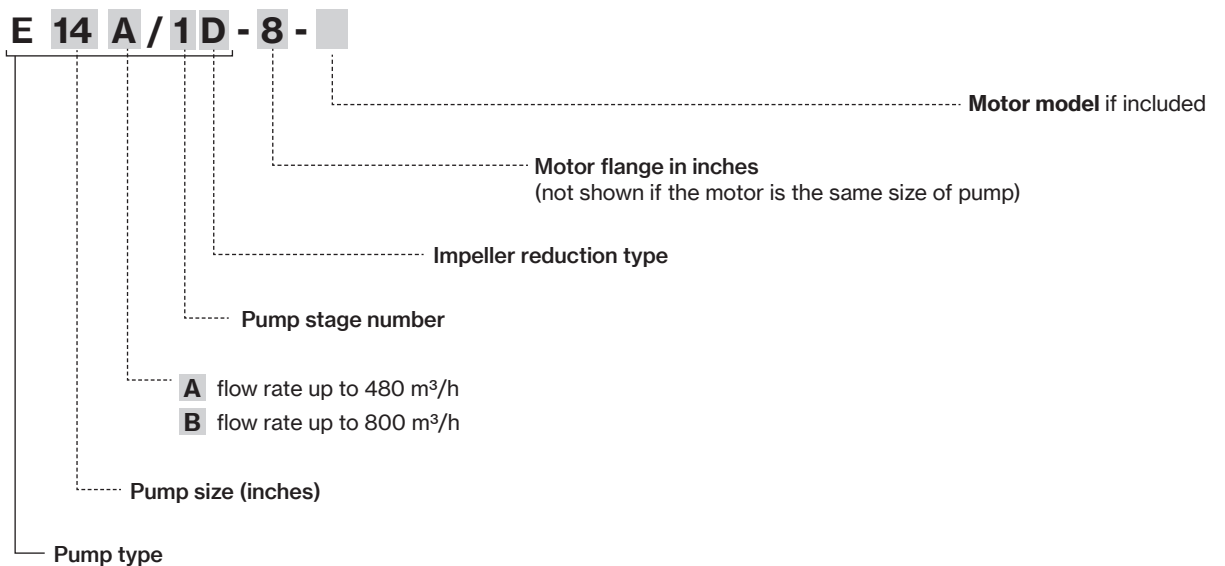 E 14 A / 1 D - 8 -
Motor model if included
Motor flange in inches
(not shown if the motor is the same size of pump)
Impeller reduction type
Pump stage number
A flow rate up to 480 m³/h
B flow rate up to 800 m³/h
Pump size (inches)
Pump type